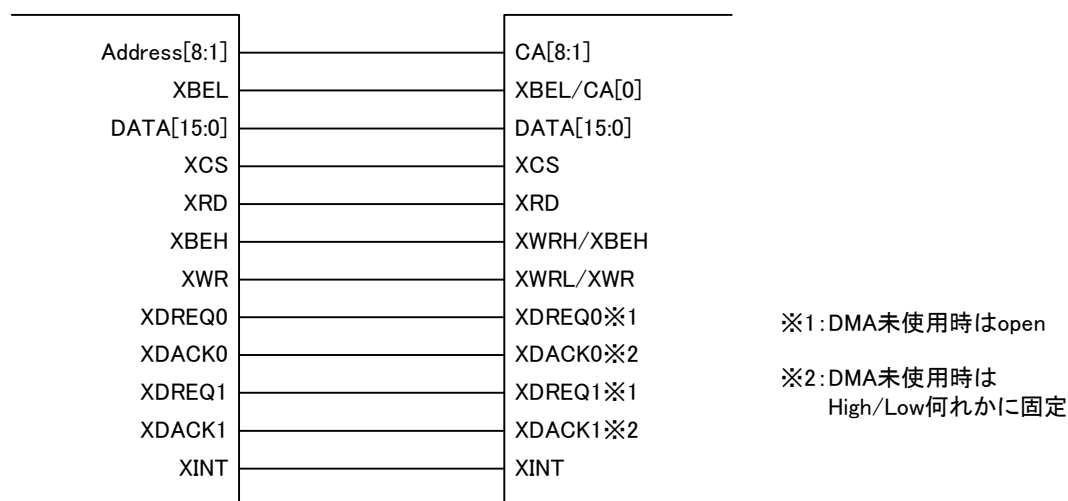 Address[8:1] CA[8:1]
XBEL XBEL/CA[0]
DATA[15:0] DATA[15:0]
XCS XCS
XRD XRD
XBEH XWRH/XBEH
XWR XWRL/XWR
XDREQ0 XDREQ0※1
XDACK0 XDACK0※2
XDREQ1 XDREQ1※1
XDACK1 XDACK1※2
XINT XINT
※1:DMA未使用時はopen
※2:DMA未使用時は
High/Low何れかに固定